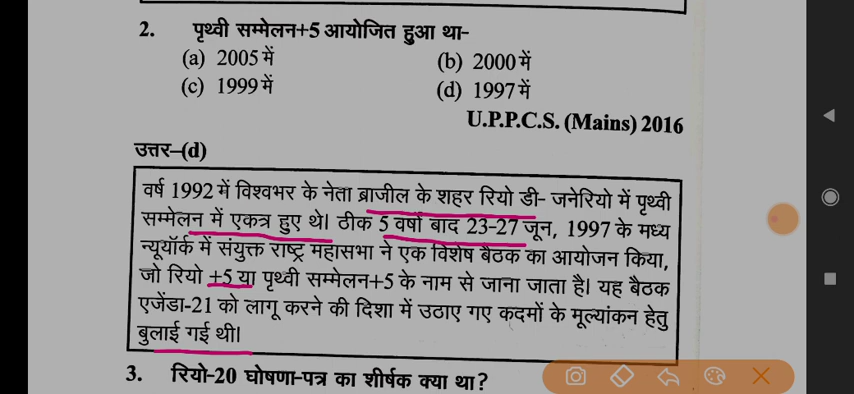 2. पृथ्वी सम्मेलन+5 आयोजित हुआ था-
(a) 2005 में (b) 2000 में
(c) 1999 में (d) 1997 में
U.P.P.C.S. (Mains) 2016
उत्तर–(d)
वर्ष 1992 में विश्वभर के नेता ब्राजील के शहर रियो डी- जनेरियो में पृथ्वी
सम्मेलन में एकत्र हुए थे। ठीक 5 वर्षों बाद 23-27 जून, 1997 के मध्य
न्यूयॉर्क में संयुक्त राष्ट्र महासभा ने एक विशेष बैठक का आयोजन किया,
जो रियो +5 या पृथ्वी सम्मेलन+5 के नाम से जाना जाता है। यह बैठक
एजेंडा-21 को लागू करने की दिशा में उठाए गए कदमों के मूल्यांकन हेतु
बुलाई गई थी।
3. रियो-20 घोषणा-पत्र का शीर्षक क्या था?